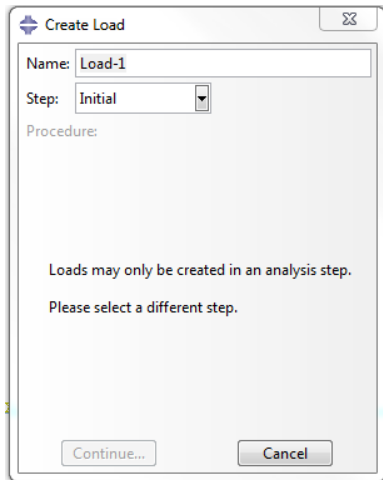 Create Load
Name: Load-1
Step: Initial
Procedure:
Loads may only be created in an analysis step.
Please select a different step.
Continue... Cancel